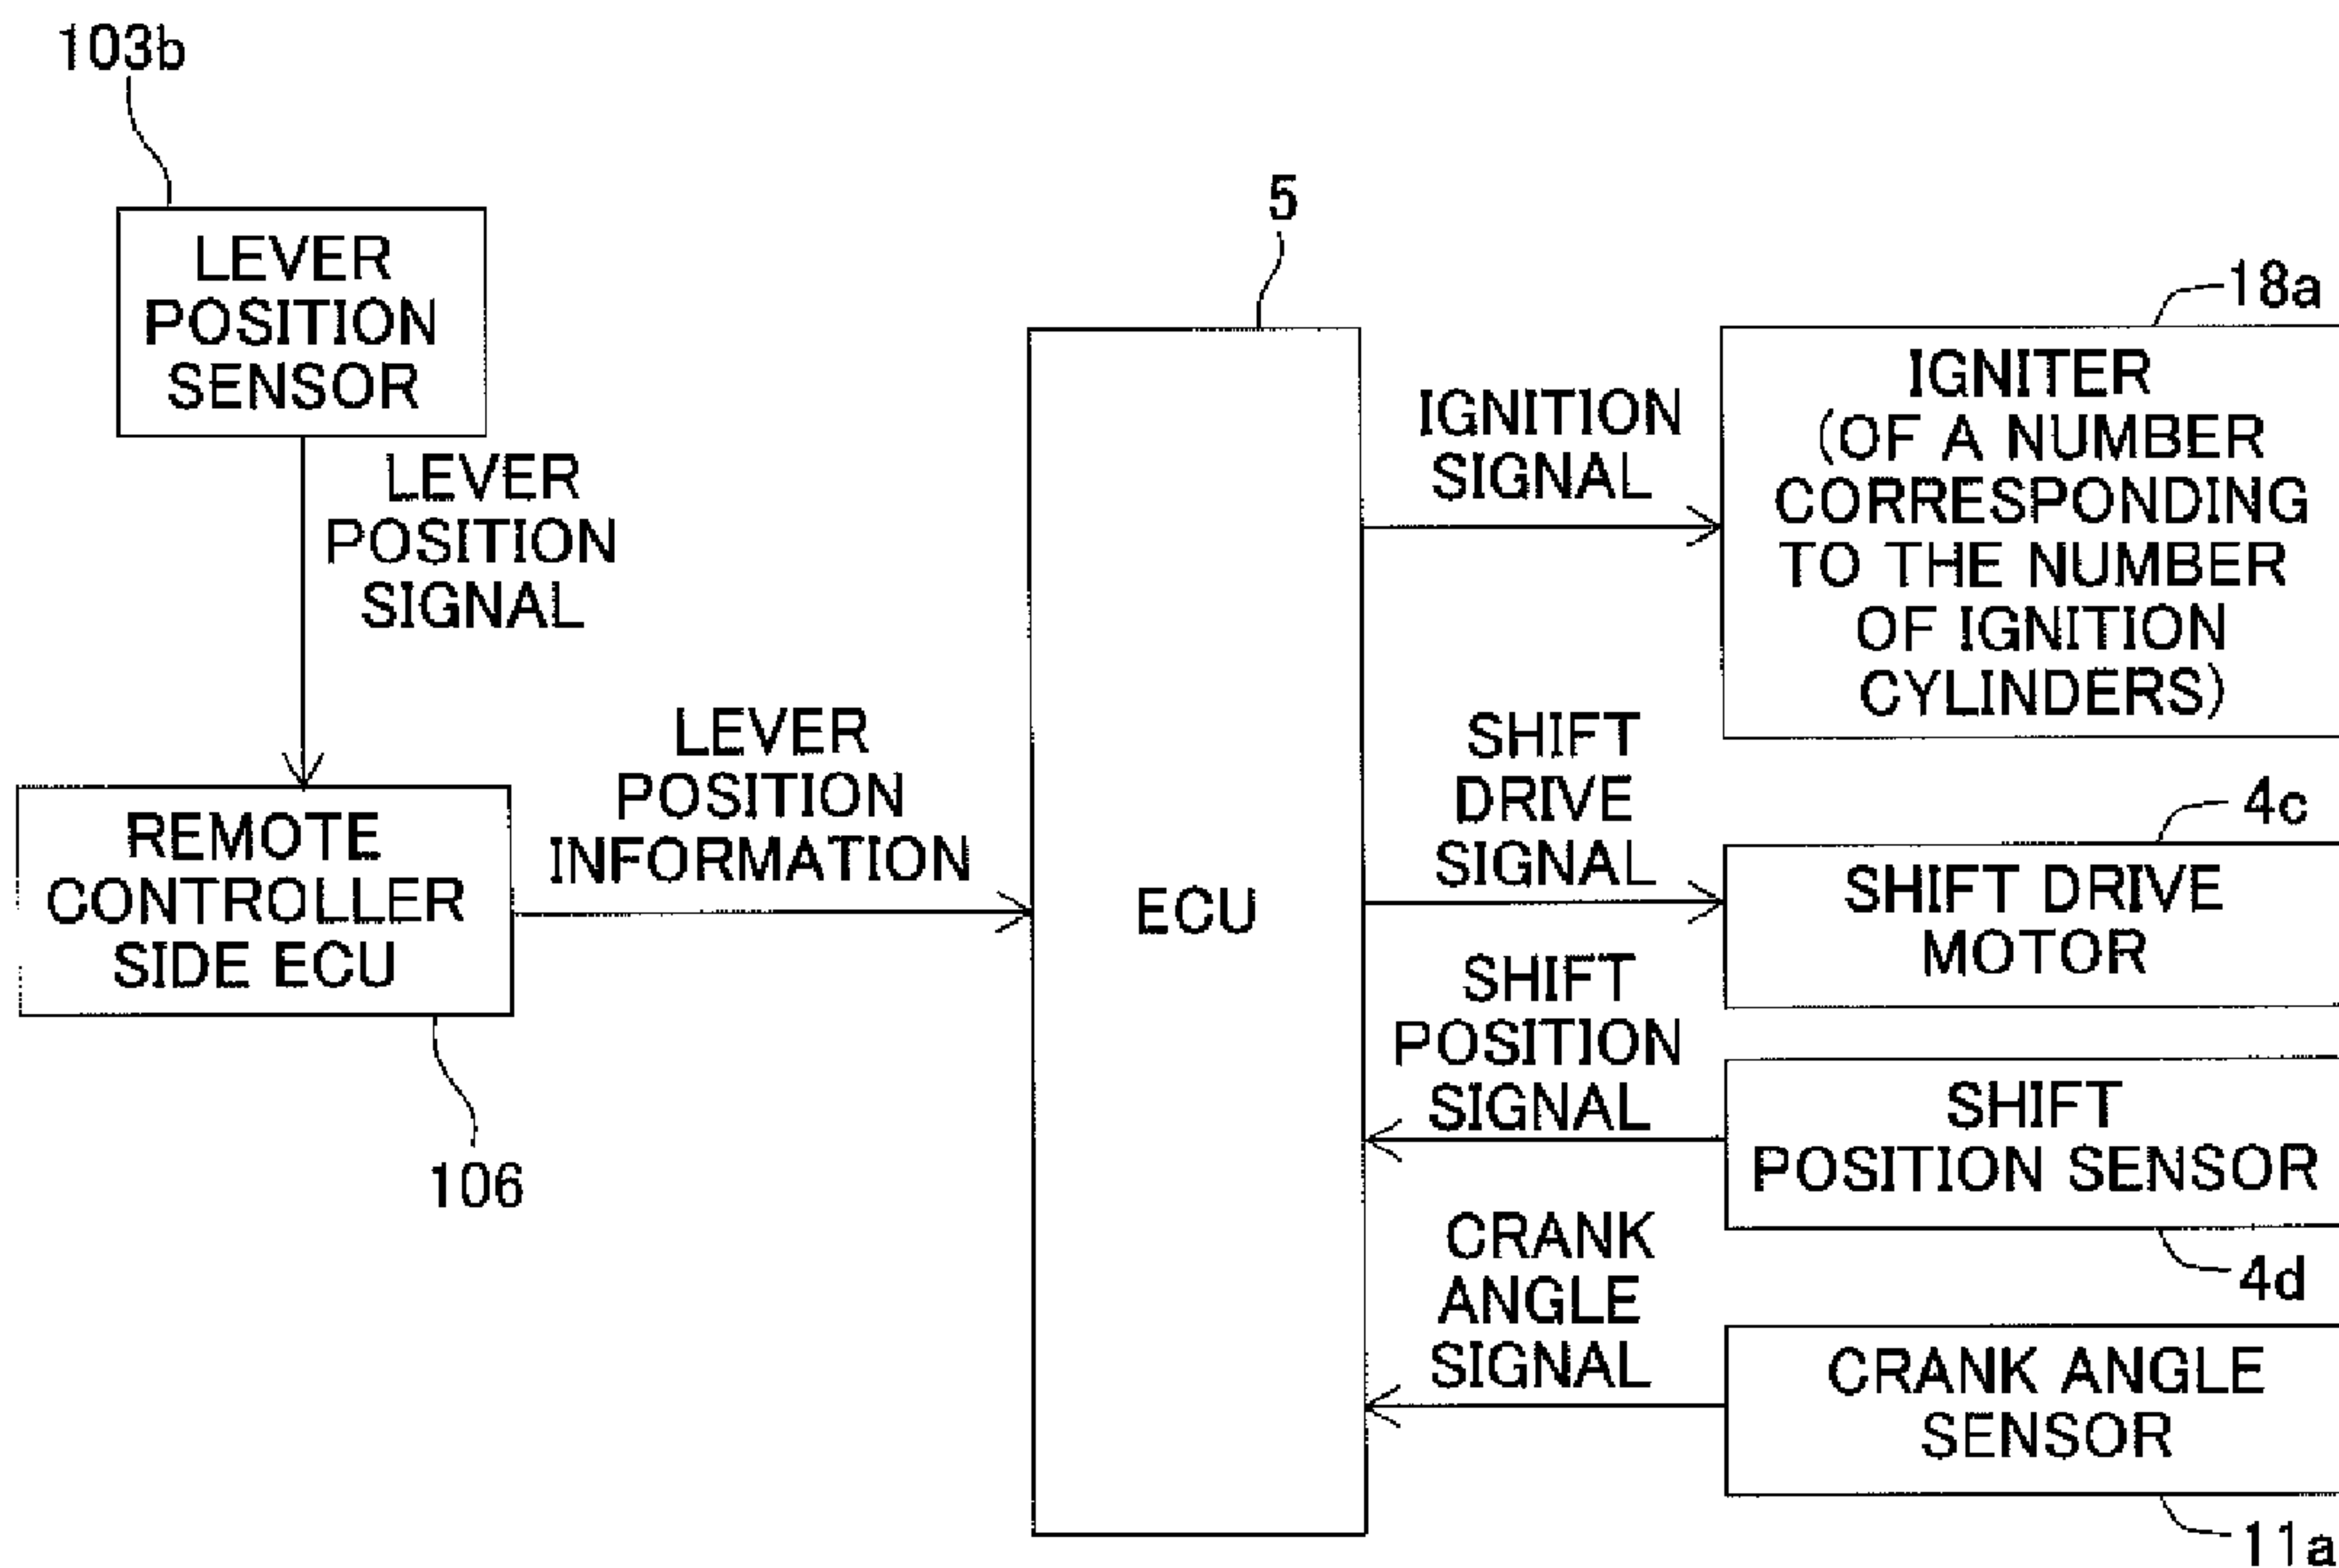 103b
LEVER
POSITION
SENSOR
LEVER
POSITION
SIGNAL
REMOTE
CONTROLLER
SIDE ECU
106
LEVER
POSITION
INFORMATION
5
ECU
IGNITION
SIGNAL
18a
IGNITER
(OF A NUMBER
CORRESPONDING
TO THE NUMBER
OF IGNITION
CYLINDERS)
SHIFT
DRIVE
SIGNAL
4c
SHIFT DRIVE
MOTOR
SHIFT
POSITION
SIGNAL
SHIFT
POSITION SENSOR
4d
CRANK
ANGLE
SIGNAL
CRANK ANGLE
SENSOR
11a